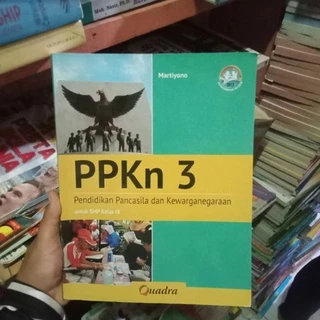 Martiyono
PPKn 3
Pendidikan Pancasila dan Kewarganegaraan
untuk SMP Kelas IX
Quadra